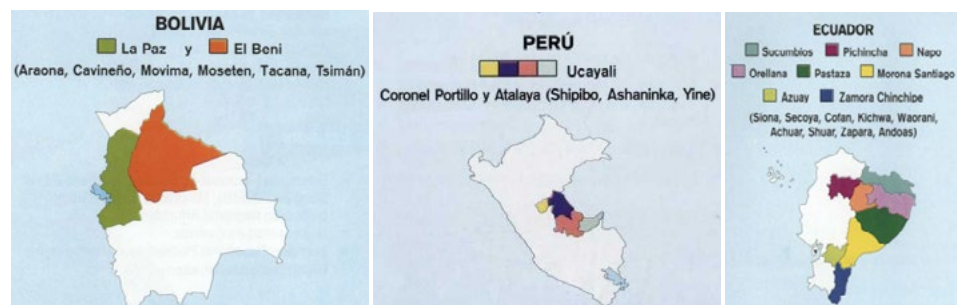 BOLIVIA
La Paz y El Beni
(Araona, Cavineño, Movima, Moseten, Tacana, Tsimán)
PERÚ
Ucayali
Coronel Portillo y Atalaya (Shipibo, Ashaninka, Yine)
ECUADOR
Sucumbios Pichincha Napo
Orellana Pastaza Morona Santiago
Azuay Zamora Chinchipe
(Siona, Secoya, Cofan, Kichwa, Waorani,
Achuar, Shuar, Zapara, Andoas)